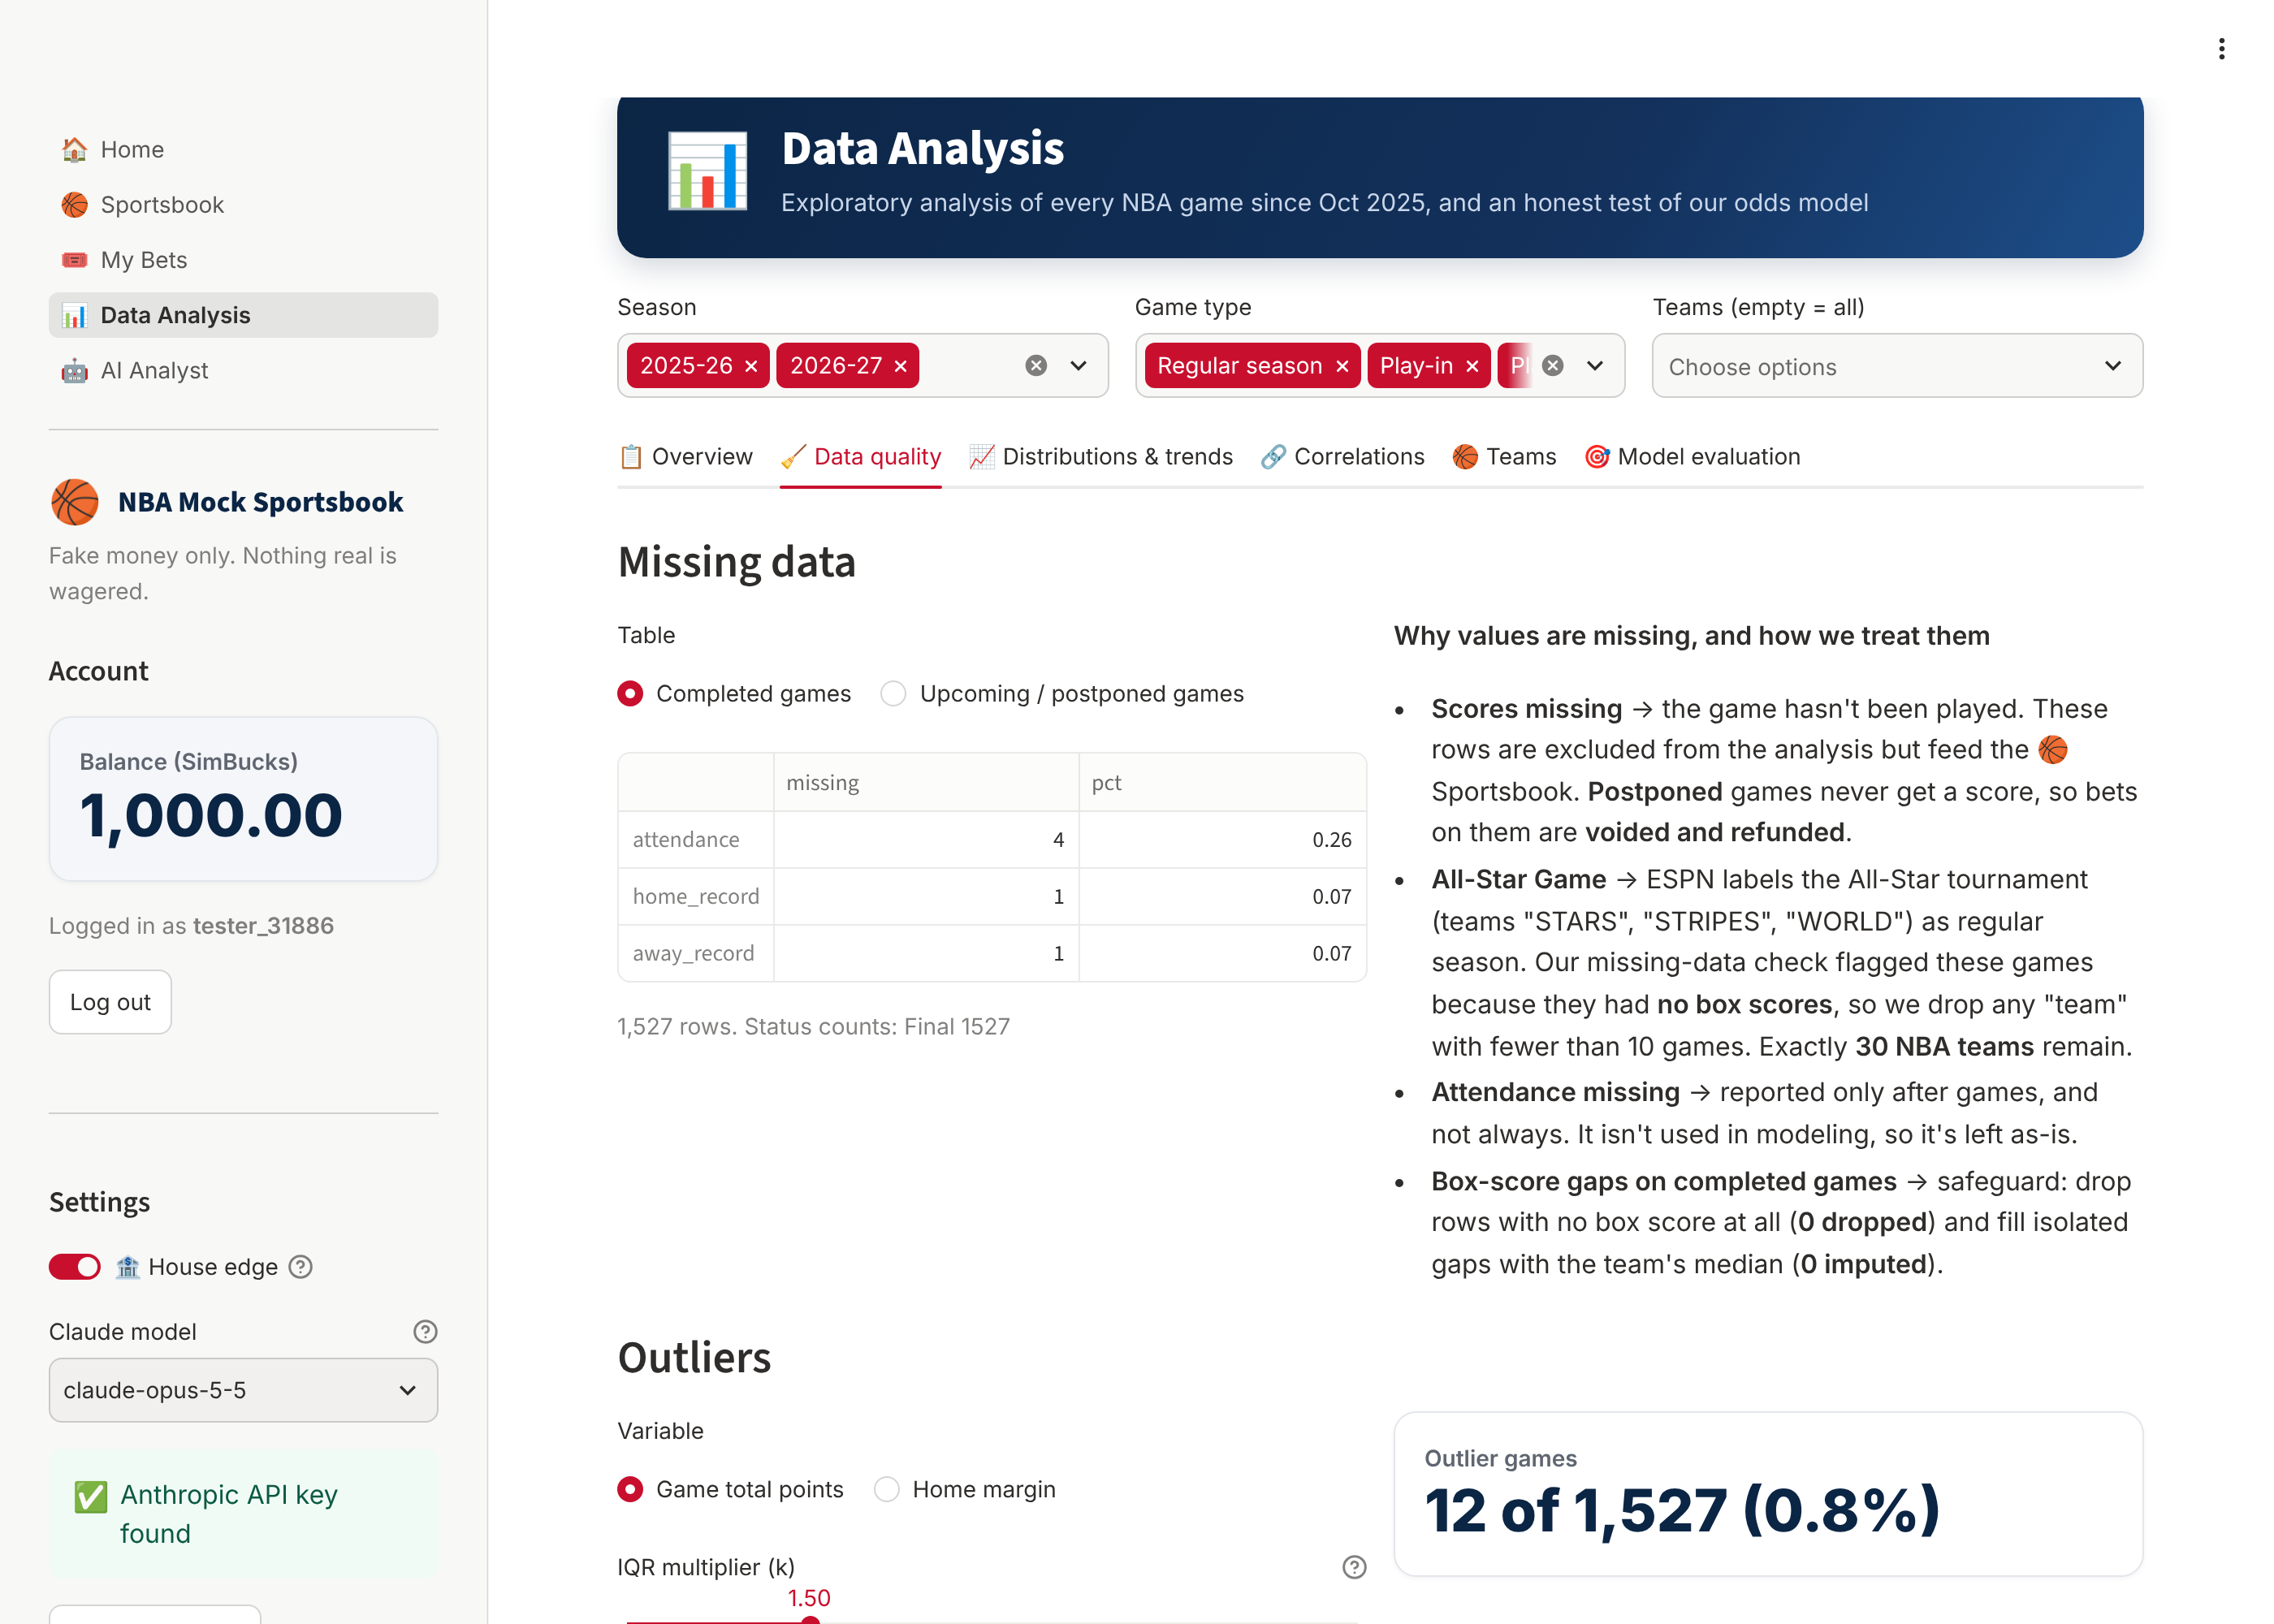 Home
Sportsbook
My Bets
Data Analysis
AI Analyst
NBA Mock Sportsbook
Fake money only. Nothing real is
wagered.
Account
Balance (SimBucks)
1,000.00
Logged in as tester_31886
Log out
Settings
House edge
Claude model
claude-opus-5-5
Anthropic API key
found
Data Analysis
Exploratory analysis of every NBA game since Oct 2025, and an honest test of our odds model
Season
2025-26
2026-27
Game type
Regular season
Play-in
Teams (empty = all)
Choose options
Overview
Data quality
Distributions & trends
Correlations
Teams
Model evaluation
Missing data
Table
Completed games
Upcoming / postponed games
missing pct
attendance 4 0.26
home_record 1 0.07
away_record 1 0.07
1,527 rows. Status counts: Final 1527
Why values are missing, and how we treat them
• Scores missing → the game hasn't been played. These
rows are excluded from the analysis but feed the 🏀
Sportsbook. Postponed games never get a score, so bets
on them are voided and refunded.
• All-Star Game → ESPN labels the All-Star tournament
(teams "STARS", "STRIPES", "WORLD") as regular
season. Our missing-data check flagged these games
because they had no box scores, so we drop any "team"
with fewer than 10 games. Exactly 30 NBA teams remain.
• Attendance missing → reported only after games, and
not always. It isn't used in modeling, so it's left as-is.
• Box-score gaps on completed games → safeguard: drop
rows with no box score at all (0 dropped) and fill isolated
gaps with the team's median (0 imputed).
Outliers
Variable
Game total points
Home margin
IQR multiplier (k)
1.50
Outlier games
12 of 1,527 (0.8%)